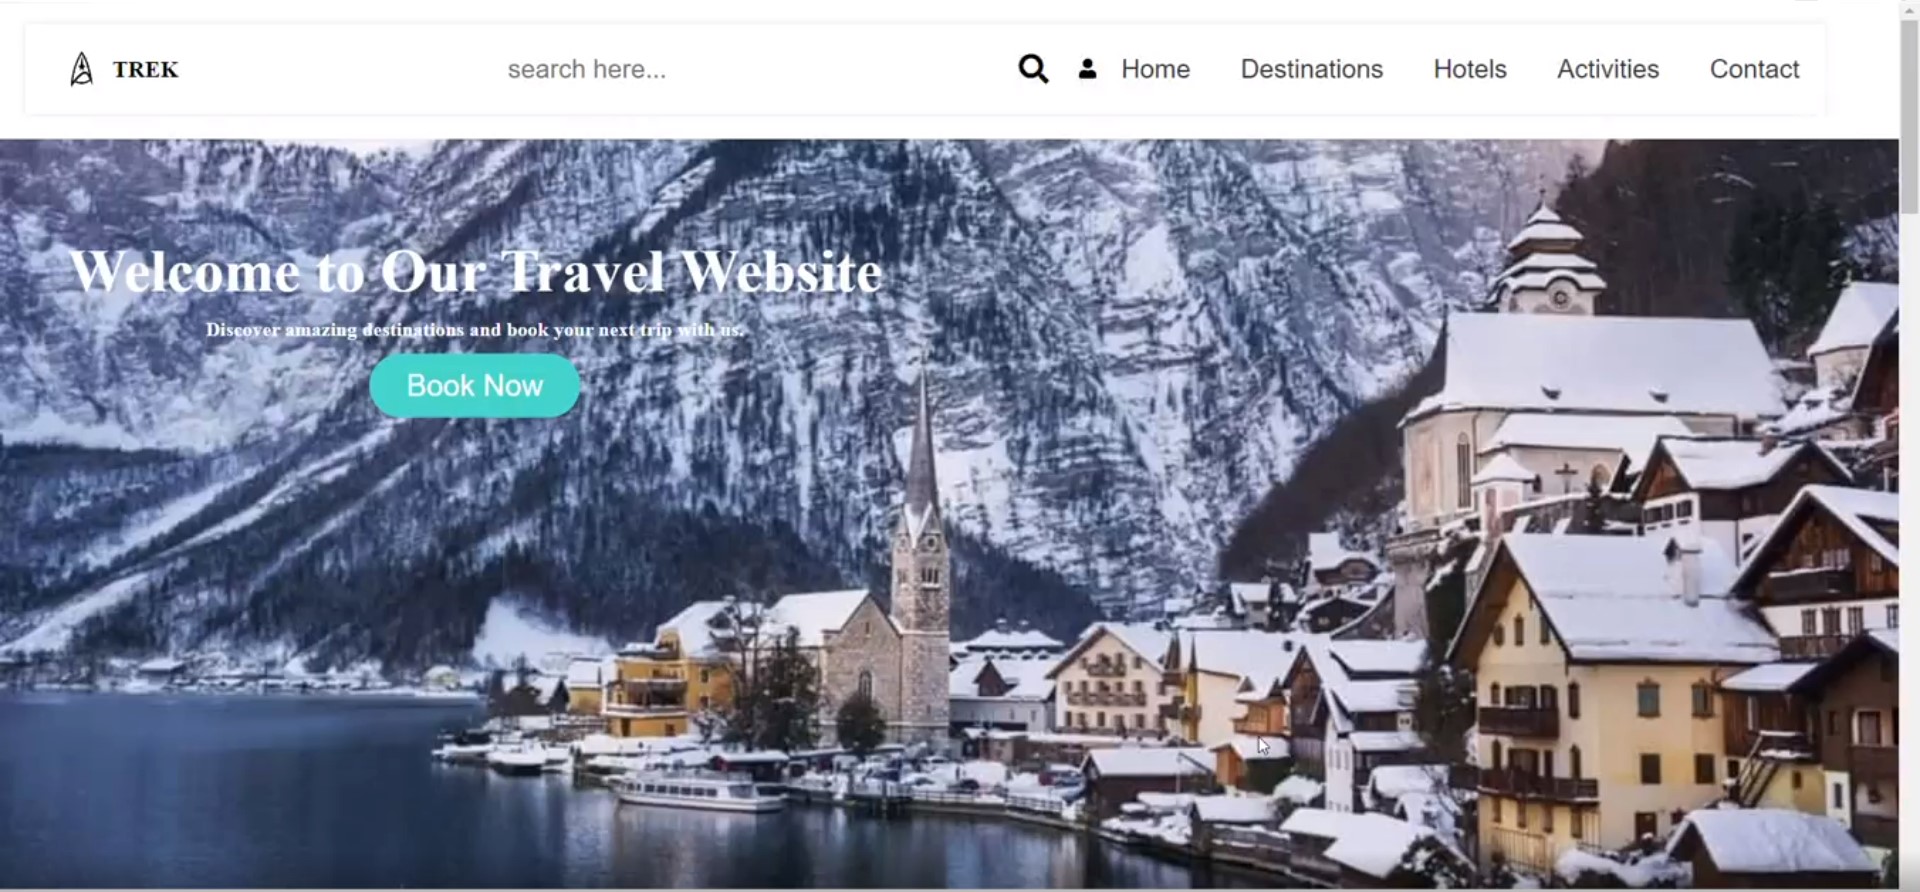 TREK search here... Home Destinations Hotels Activities Contact
Welcome to Our Travel Website
Discover amazing destinations and book your next trip with us.
Book Now